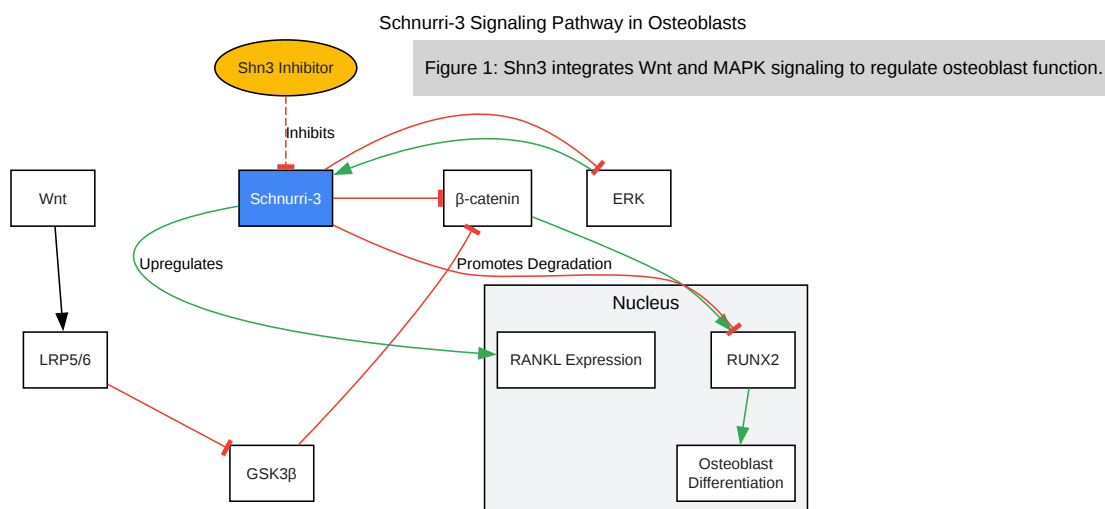 Schnurri-3 Signaling Pathway in Osteoblasts
Shn3 Inhibitor
Figure 1: Shn3 integrates Wnt and MAPK signaling to regulate osteoblast function.
Inhibits
Wnt
Schnurri-3
β-catenin
ERK
Upregulates
Promotes Degradation
Nucleus
LRP5/6
RANKL Expression
RUNX2
GSK3β
Osteoblast
Differentiation